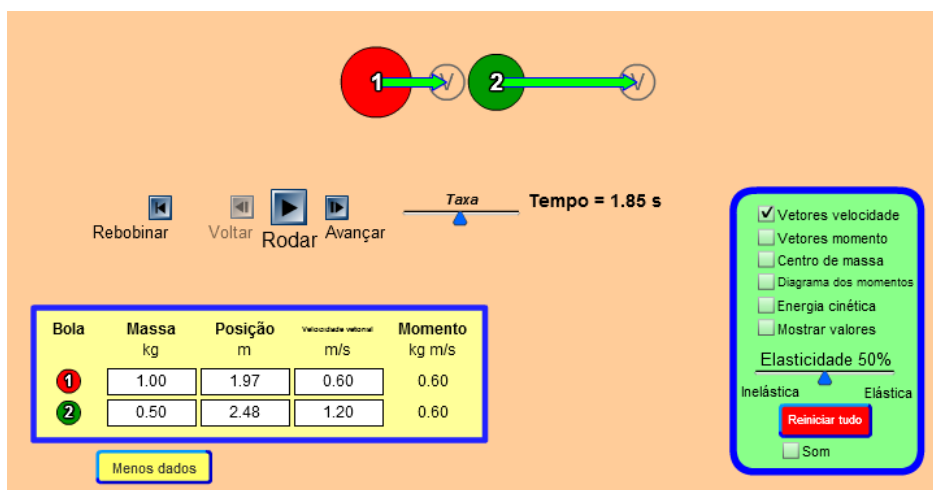 1 V 2 V
Taxa Tempo = 1.85 s
Rebobinar Voltar Rodar Avançar
Vetores velocidade
Vetores momento
Centro de massa
Diagrama dos momentos
Energia cinética
Mostrar valores
Elasticidade 50%
Inelástica Elástica
Reiniciar tudo
Som
Bola Massa Posição Velocidade vetorial Momento
kg m m/s kg m/s
1 1.00 1.97 0.60 0.60
2 0.50 2.48 1.20 0.60
Menos dados